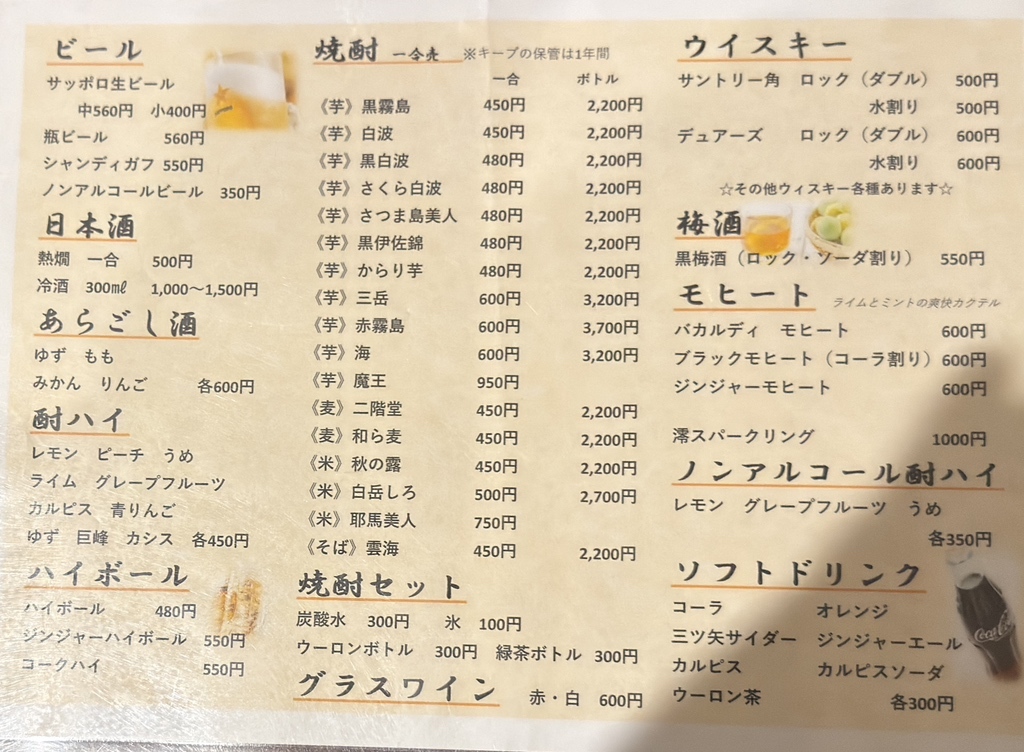 ビール
サッポロ生ビール
中560円 小400円
瓶ビール 560円
シャンディガフ 550円
ノンアルコールビール 350円
日本酒
熱燗 一合 500円
冷酒 300㎖ 1,000～1,500円
あらごし酒
ゆず もも
みかん りんご 各600円
酎ハイ
レモン ピーチ うめ
ライム グレープフルーツ
カルピス 青りんご
ゆず 巨峰 カシス 各450円
ハイボール
ハイボール 480円
ジンジャーハイボール 550円
コークハイ 550円
焼酎 一合売 ※キープの保管は1年間
一合 ボトル
《芋》黒霧島 450円 2,200円
《芋》白波 450円 2,200円
《芋》黒白波 480円 2,200円
《芋》さくら白波 480円 2,200円
《芋》さつま島美人 480円 2,200円
《芋》黒伊佐錦 480円 2,200円
《芋》からり芋 480円 2,200円
《芋》三岳 600円 3,200円
《芋》赤霧島 600円 3,700円
《芋》海 600円 3,200円
《芋》魔王 950円
《麦》二階堂 450円 2,200円
《麦》和ら麦 450円 2,200円
《米》秋の露 450円 2,200円
《米》白岳しろ 500円 2,700円
《米》耶馬美人 750円
《そば》雲海 450円 2,200円
焼酎セット
炭酸水 300円 氷 100円
ウーロンボトル 300円 緑茶ボトル 300円
グラスワイン 赤・白 600円
ウイスキー
サントリー角 ロック（ダブル） 500円
水割り 500円
デュアーズ ロック（ダブル） 600円
水割り 600円
☆その他ウィスキー各種あります☆
梅酒
黒梅酒（ロック・ソーダ割り） 550円
モヒート ライムとミントの爽快カクテル
バカルディ モヒート 600円
ブラックモヒート（コーラ割り）600円
ジンジャーモヒート 600円
澪スパークリング 1000円
ノンアルコール酎ハイ
レモン グレープフルーツ うめ
各350円
ソフトドリンク
コーラ オレンジ
三ツ矢サイダー ジンジャーエール
カルピス カルピスソーダ
ウーロン茶 各300円
Coca-Cola